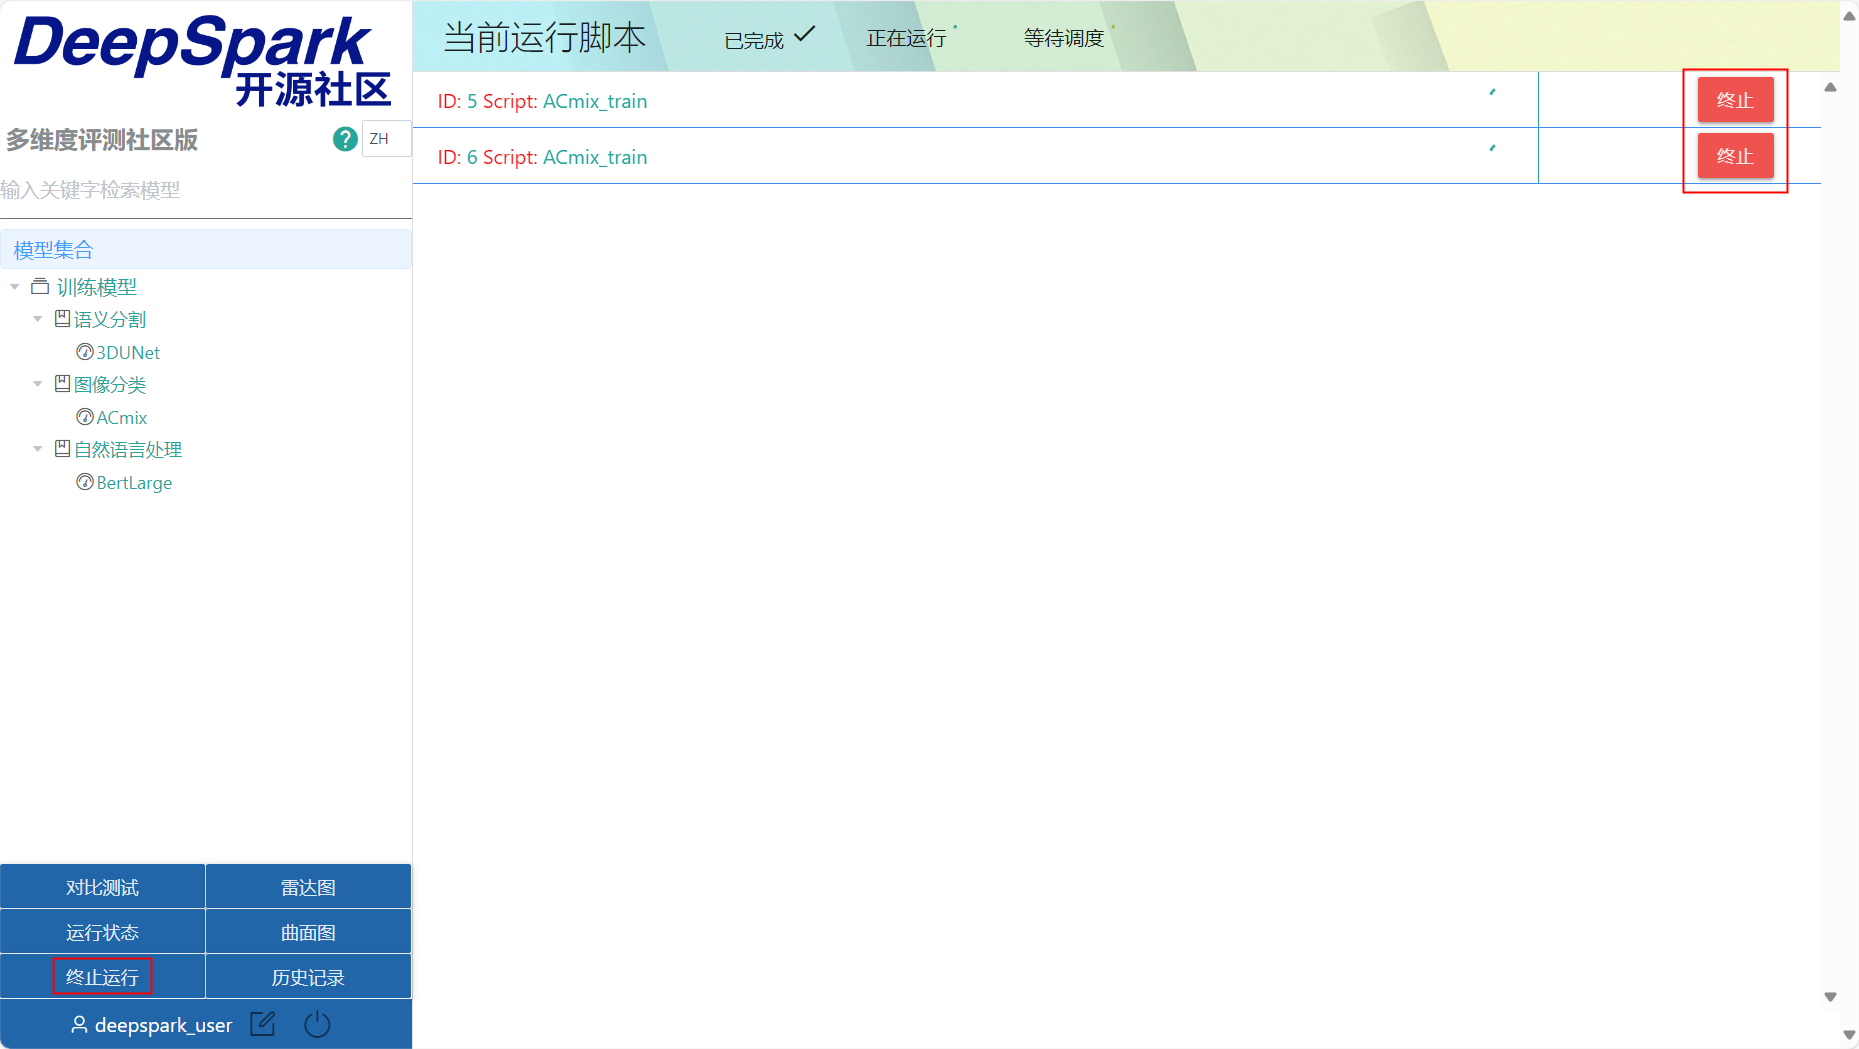 DeepSpark
开源社区
多维度评测社区版
? ZH
输入关键字检索模型
模型集合
训练模型
语义分割
3DUNet
图像分类
ACmix
自然语言处理
BertLarge
对比测试 雷达图
运行状态 曲面图
终止运行 历史记录
deepspark_user
当前运行脚本 已完成 正在运行 等待调度
ID: 5 Script: ACmix_train 终止
ID: 6 Script: ACmix_train 终止